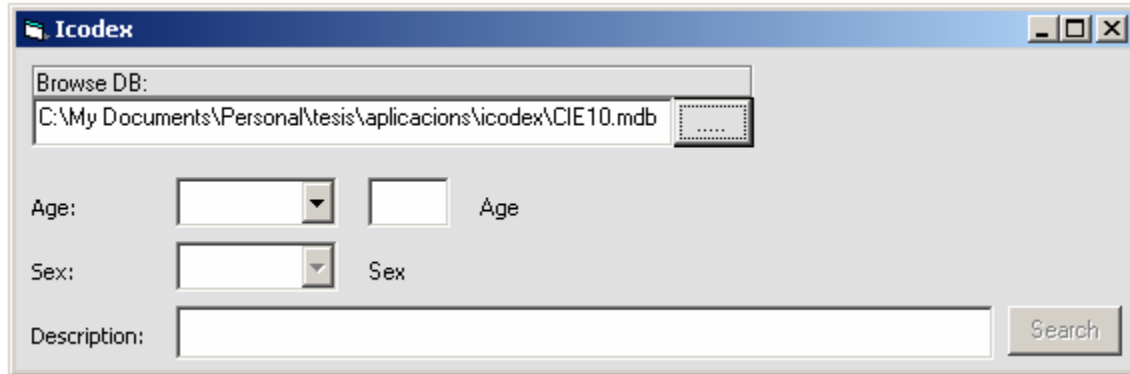 Icodex
Browse DB:
C:\My Documents\Personal\tesis\aplicacions\icodex\CIE10.mdb .....
Age: Age
Sex: Sex
Description: Search